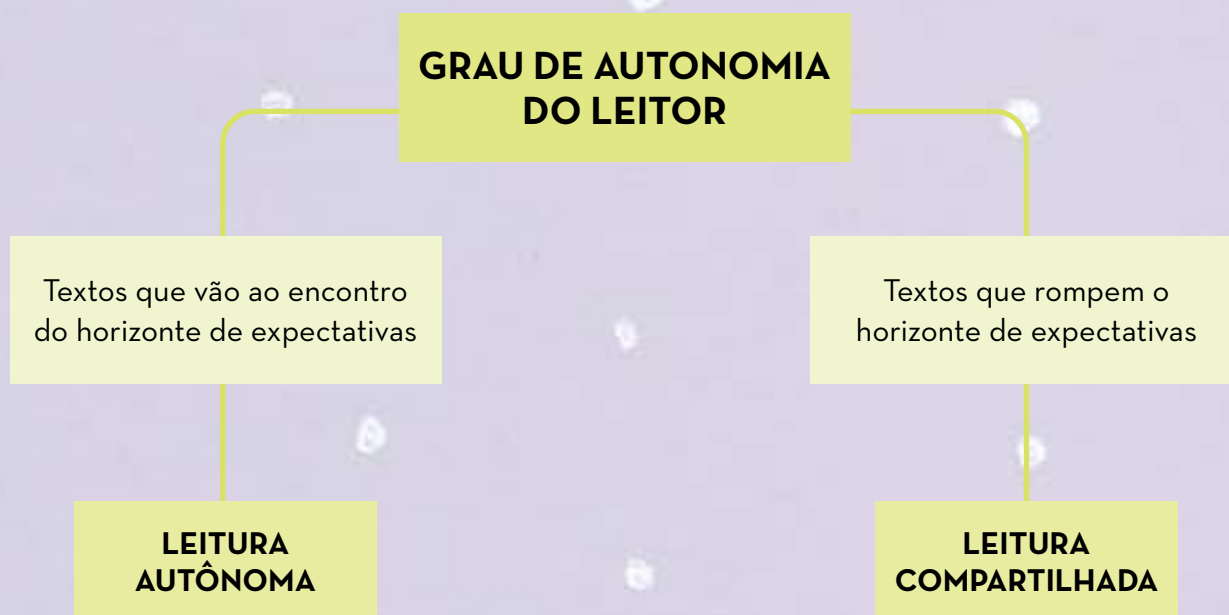 GRAU DE AUTONOMIA
DO LEITOR
Textos que vão ao encontro
do horizonte de expectativas
Textos que rompem o
horizonte de expectativas
LEITURA
AUTÔNOMA
LEITURA
COMPARTILHADA